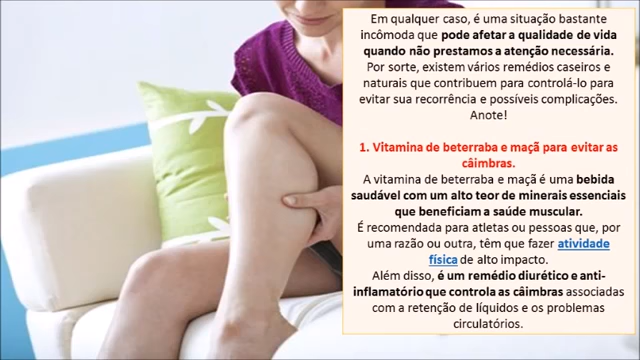 Em qualquer caso, é uma situação bastante
incômoda que pode afetar a qualidade de vida
quando não prestamos a atenção necessária.
Por sorte, existem vários remédios caseiros e
naturais que contribuem para controlá-lo para
evitar sua recorrência e possíveis complicações.
Anote!
1. Vitamina de beterraba e maçã para evitar as
câimbras.
A vitamina de beterraba e maçã é uma bebida
saudável com um alto teor de minerais essenciais
que beneficiam a saúde muscular.
É recomendada para atletas ou pessoas que, por
uma razão ou outra, têm que fazer atividade
física de alto impacto.
Além disso, é um remédio diurético e anti-
inflamatório que controla as câimbras associadas
com a retenção de líquidos e os problemas
circulatórios.